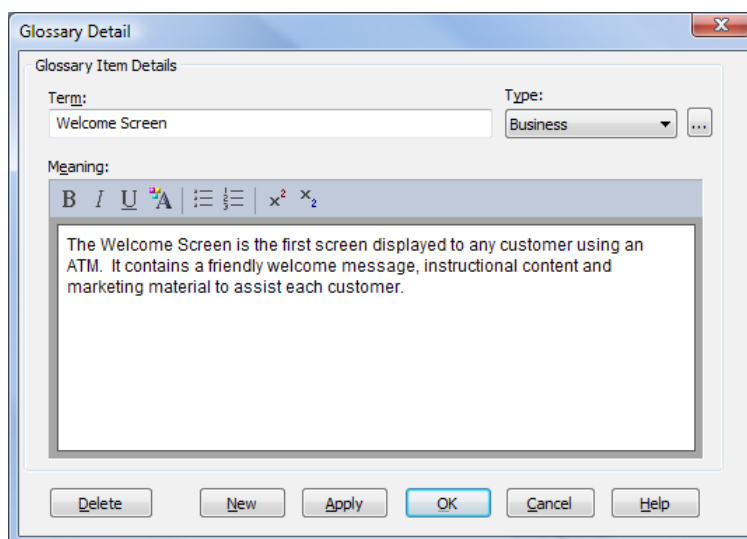 Glossary Detail
Glossary Item Details
Term:
Type:
Welcome Screen
Business
...
Meaning:
B I U A x² x₂
The Welcome Screen is the first screen displayed to any customer using an
ATM.  It contains a friendly welcome message, instructional content and
marketing material to assist each customer.
Delete New Apply OK Cancel Help